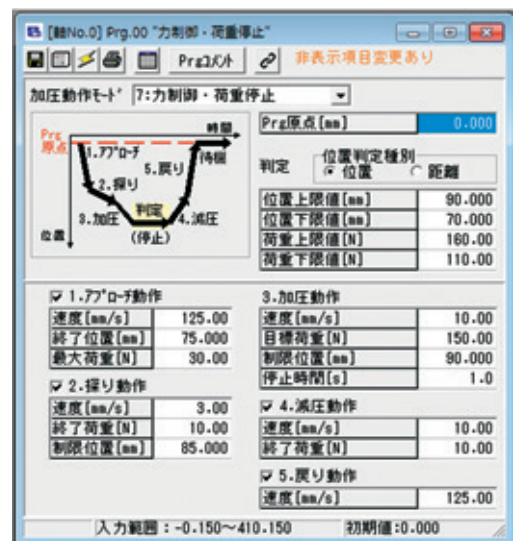 [軸No.0] Prg.00 "力制御・荷重停止"
Prgｺﾒﾝﾄ 非表示項目変更あり
加圧動作ﾓｰﾄﾞ 7:力制御・荷重停止
Prg原点
時間
1.ｱﾌﾟﾛｰﾁ
待機
5.戻り
2.探り
3.加圧
判定
4.減圧
位置
(停止)
Prg原点[mm] 0.000
判定 位置判定種別
位置 距離
位置上限値[mm] 90.000
位置下限値[mm] 70.000
荷重上限値[N] 160.00
荷重下限値[N] 110.00
1.ｱﾌﾟﾛｰﾁ動作
速度[mm/s] 125.00
終了位置[mm] 75.000
最大荷重[N] 30.00
2.探り動作
速度[mm/s] 3.00
終了荷重[N] 10.00
制限位置[mm] 85.000
3.加圧動作
速度[mm/s] 10.00
目標荷重[N] 150.00
制限位置[mm] 90.000
停止時間[s] 1.0
4.減圧動作
速度[mm/s] 10.00
終了荷重[N] 10.00
5.戻り動作
速度[mm/s] 125.00
入力範囲：-0.150～410.150 初期値:0.000